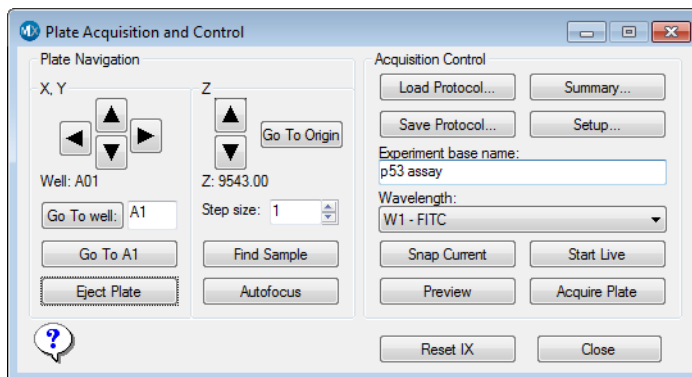 MX Plate Acquisition and Control
Plate Navigation
X, Y
Z
Go To Origin
Well: A01
Z: 9543.00
Go To well: A1
Step size: 1
Go To A1
Find Sample
Eject Plate
Autofocus
Acquisition Control
Load Protocol...
Summary...
Save Protocol...
Setup...
Experiment base name:
p53 assay
Wavelength:
W1 - FITC
Snap Current
Start Live
Preview
Acquire Plate
?
Reset IX
Close